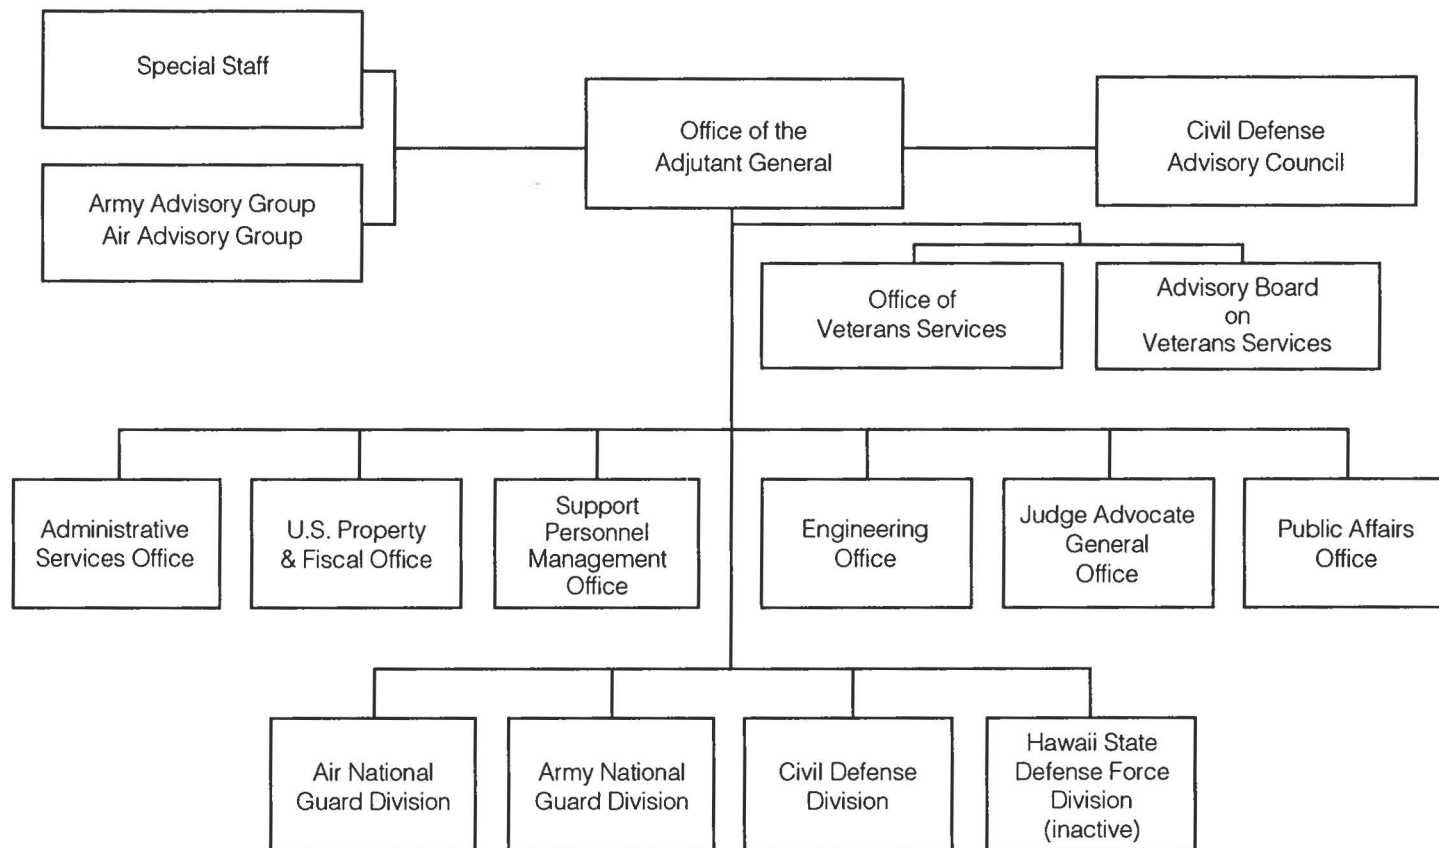 Special Staff
Office of the
Adjutant General
Civil Defense
Advisory Council
Army Advisory Group
Air Advisory Group
Office of
Veterans Services
Advisory Board
on
Veterans Services
Administrative
Services Office
U.S. Property
& Fiscal Office
Support
Personnel
Management
Office
Engineering
Office
Judge Advocate
General
Office
Public Affairs
Office
Air National
Guard Division
Army National
Guard Division
Civil Defense
Division
Hawaii State
Defense Force
Division
(inactive)